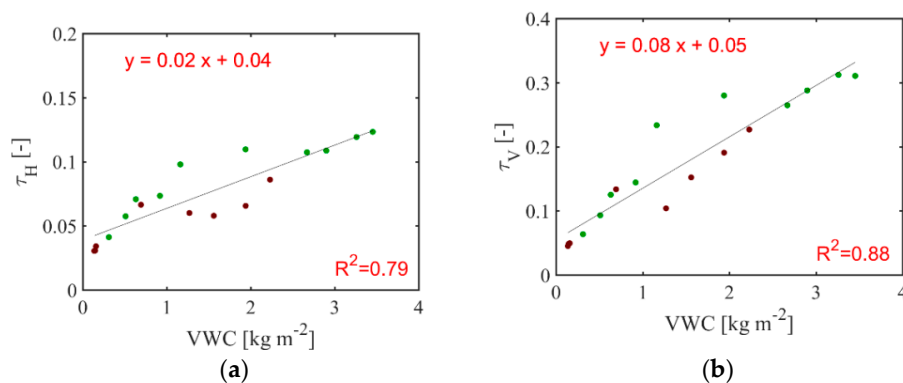 y = 0.02 x + 0.04
0.2
0.15
0.1
0.05
0
τH [-]
R²=0.79
0 1 2 3 4
VWC [kg m⁻²]
(a)
y = 0.08 x + 0.05
0.4
0.3
0.2
0.1
0
τV [-]
R²=0.88
0 1 2 3 4
VWC [kg m⁻²]
(b)